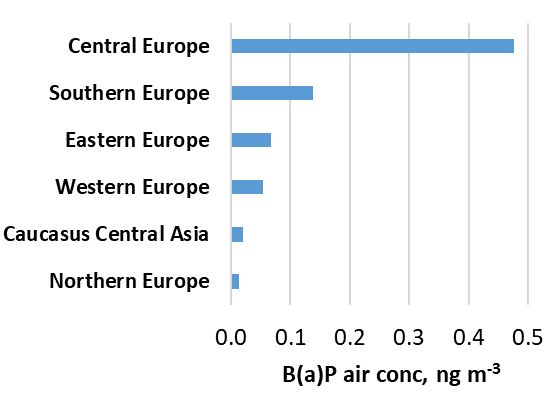 Central Europe
Southern Europe
Eastern Europe
Western Europe
Caucasus Central Asia
Northern Europe
0.0 0.1 0.2 0.3 0.4 0.5
B(a)P air conc, ng m⁻³